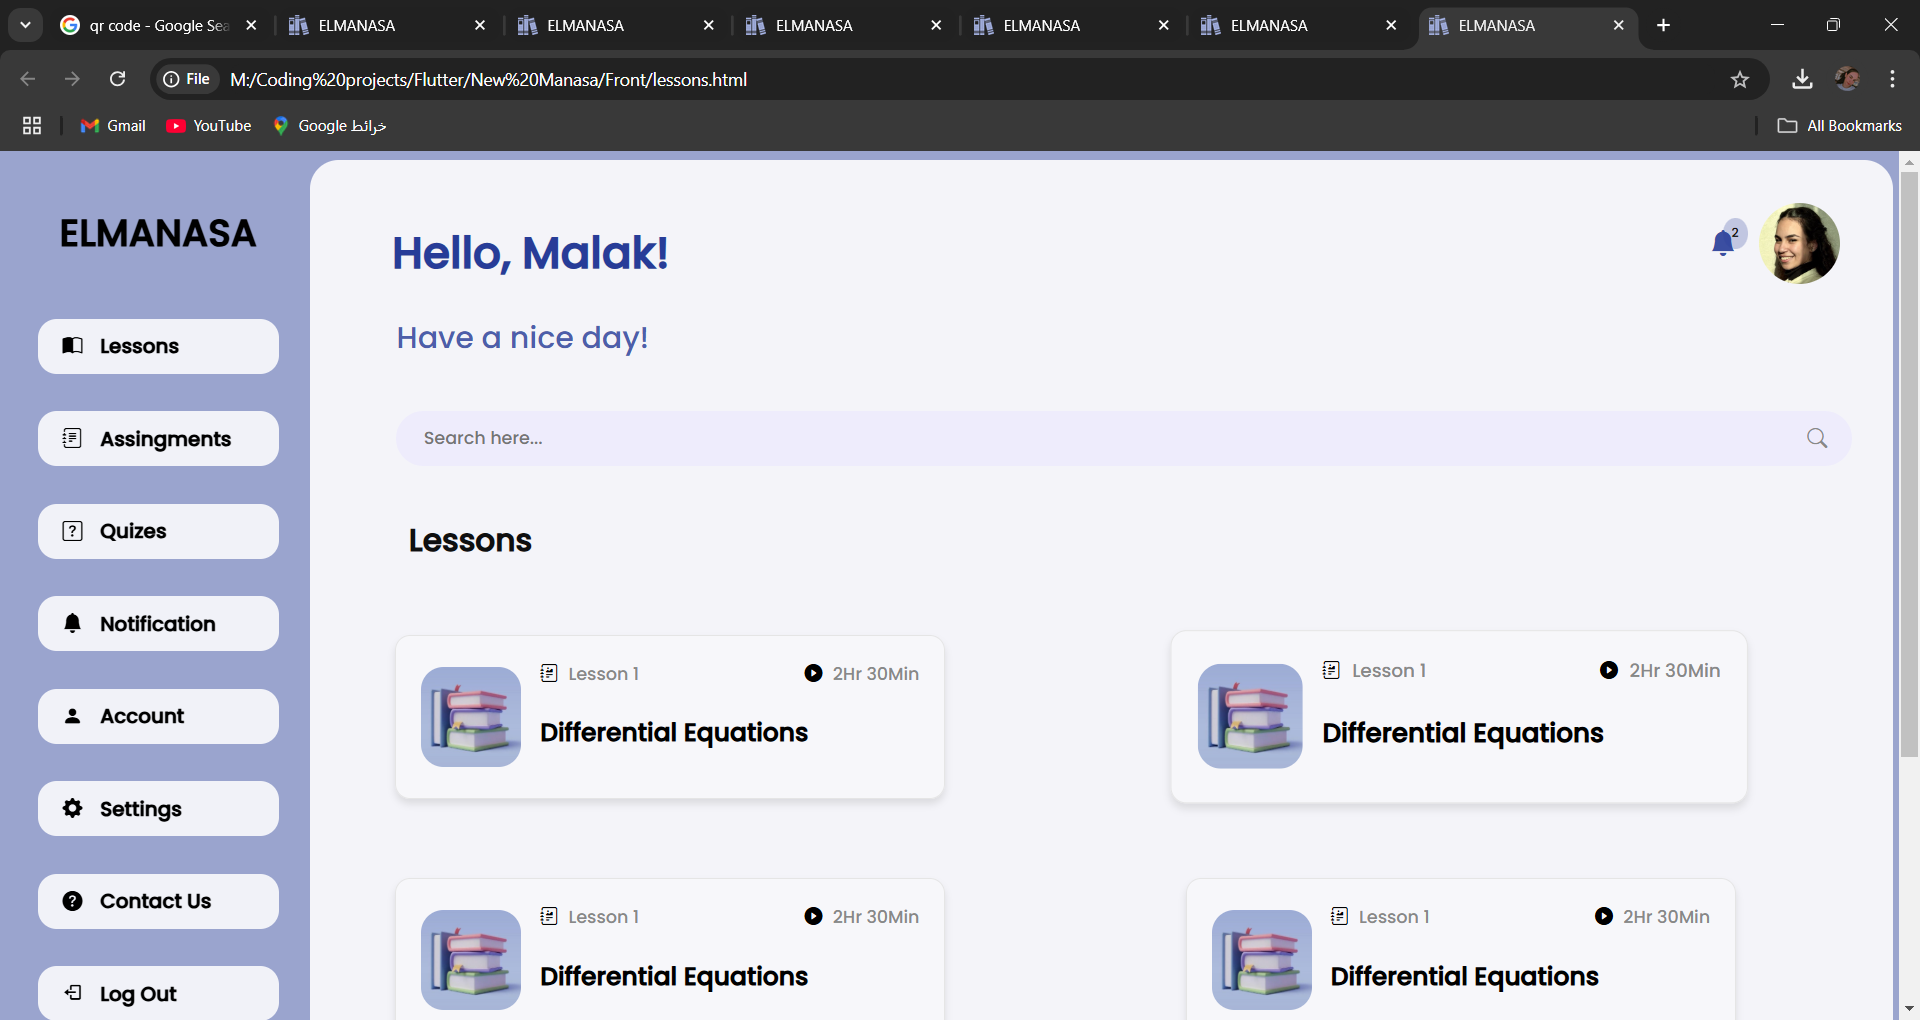 qr code - Google Sea
ELMANASA
ELMANASA
ELMANASA
ELMANASA
ELMANASA
ELMANASA
File
M:/Coding%20projects/Flutter/New%20Manasa/Front/lessons.html
Gmail
YouTube
خرائط Google
All Bookmarks
ELMANASA
Lessons
Assingments
Quizes
Notification
Account
Settings
Contact Us
Log Out
Hello, Malak!
2
Have a nice day!
Search here...
Lessons
Lesson 1
2Hr 30Min
Differential Equations
Lesson 1
2Hr 30Min
Differential Equations
Lesson 1
2Hr 30Min
Differential Equations
Lesson 1
2Hr 30Min
Differential Equations